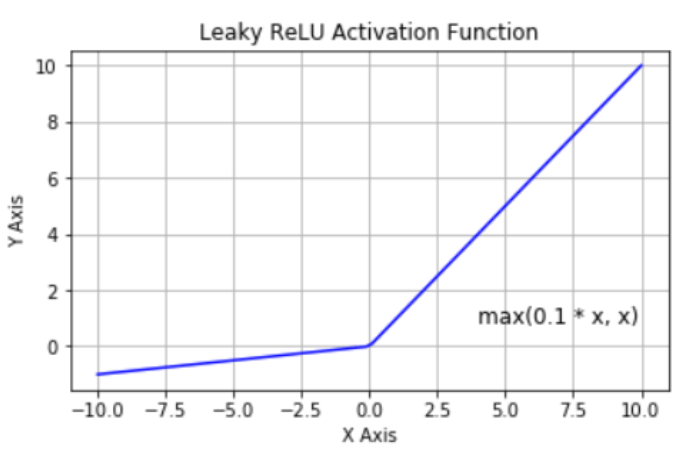 Leaky ReLU Activation Function
10
8
6
4
2
0
Y Axis
max(0.1 * x, x)
−10.0 −7.5 −5.0 −2.5 0.0 2.5 5.0 7.5 10.0
X Axis